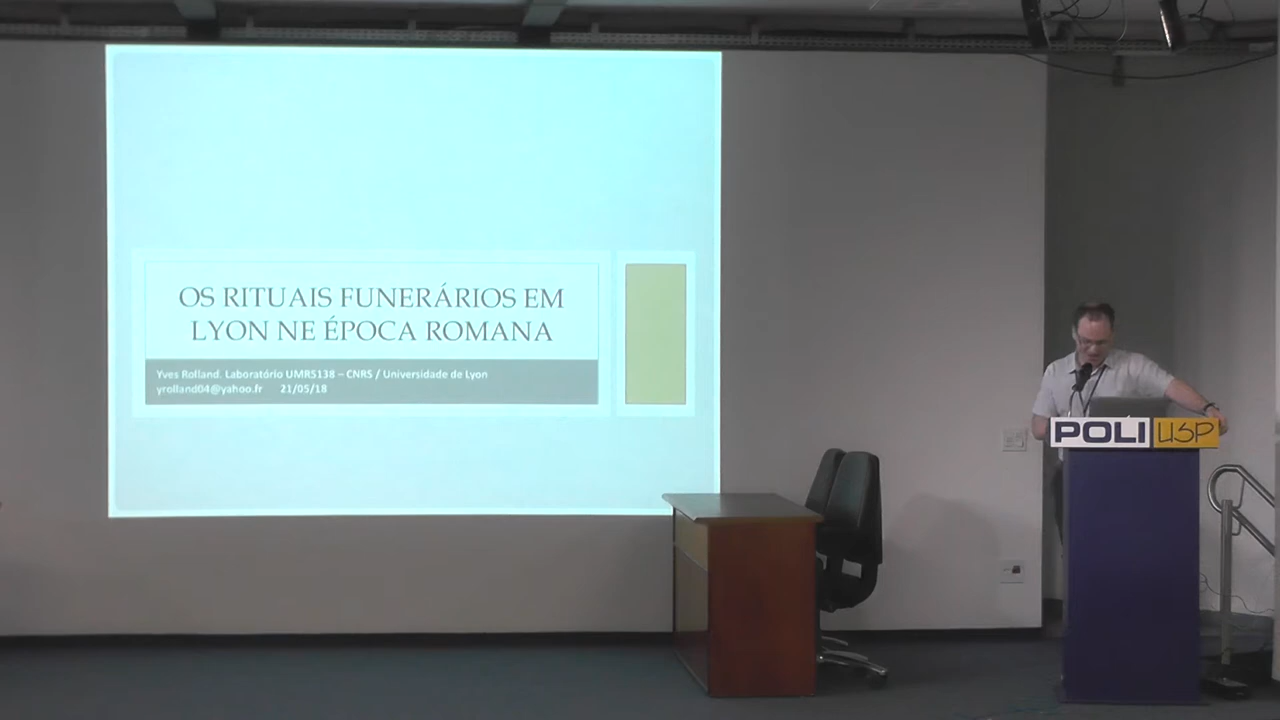 OS RITUAIS FUNERÁRIOS EM
LYON NE ÉPOCA ROMANA
Yves Rolland. Laboratório UMR5138 – CNRS / Universidade de Lyon
yrolland04@yahoo.fr 21/05/18
POLI USP